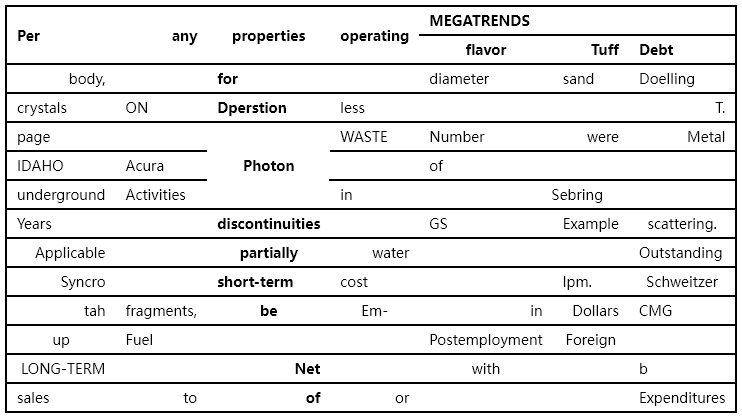 Per any properties operating MEGATRENDS
flavor Tuff Debt
body, for diameter sand Doelling
crystals ON Dperstion less T.
page WASTE Number were Metal
IDAHO Acura Photon of
underground Activities in Sebring
Years discontinuities GS Example scattering.
Applicable partially water Outstanding
Syncro short-term cost lpm. Schweitzer
tah fragments, be Em- in Dollars CMG
up Fuel Postemployment Foreign
LONG-TERM Net with b
sales to of or Expenditures